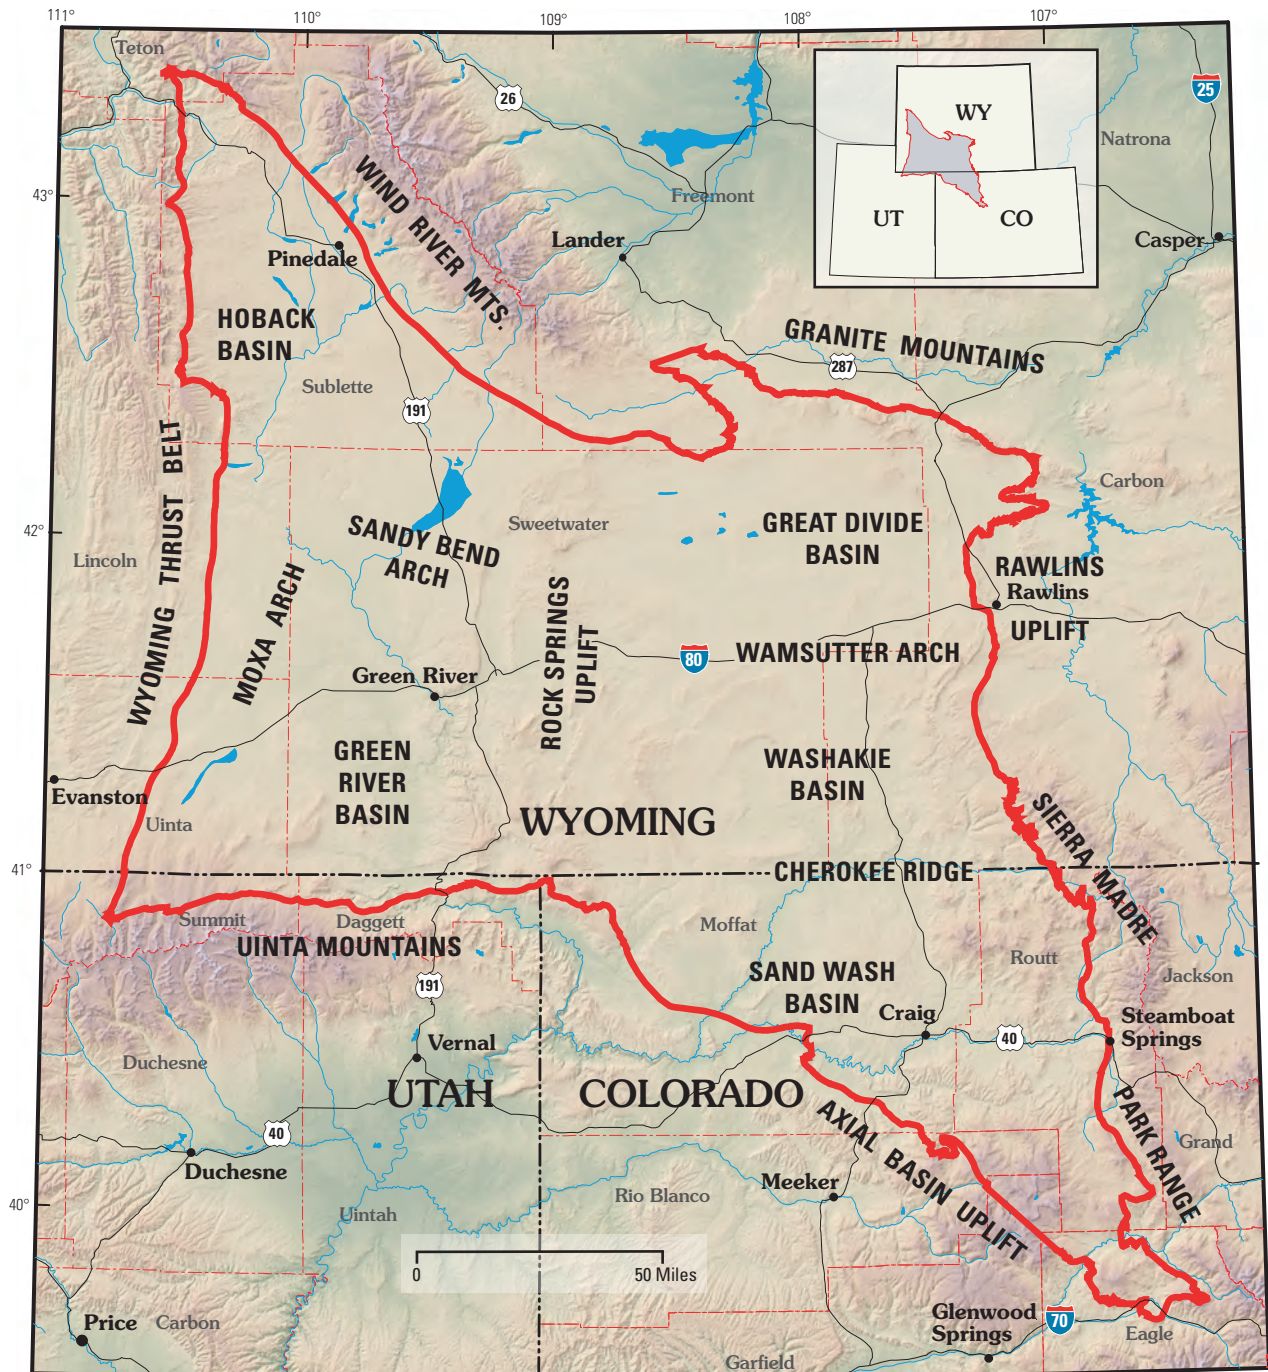 111°
110°
109°
108°
107°
Teton
26
25
WY
UT
CO
Natrona
43°
WIND RIVER MTS.
Freemont
Lander
Casper
Pinedale
HOBACK
BASIN
GRANITE MOUNTAINS
287
Sublette
191
WYOMING THRUST BELT
Carbon
42°
SANDY BEND
ARCH
Sweetwater
GREAT DIVIDE
BASIN
Lincoln
MOXA ARCH
ROCK SPRINGS
UPLIFT
RAWLINS
Rawlins
UPLIFT
80
WAMSUTTER ARCH
Green River
GREEN
RIVER
BASIN
WASHAKIE
BASIN
Evanston
Uinta
WYOMING
SIERRA MADRE
41°
CHEROKEE RIDGE
Summit
Daggett
UINTA MOUNTAINS
Moffat
Routt
Jackson
191
SAND WASH
BASIN
Craig
40
Steamboat
Springs
Vernal
Duchesne
UTAH
COLORADO
AXIAL BASIN UPLIFT
PARK RANGE
40
Grand
Duchesne
Meeker
40°
Rio Blanco
Uintah
0
50 Miles
Price
Carbon
Glenwood
Springs
70
Eagle
Garfield